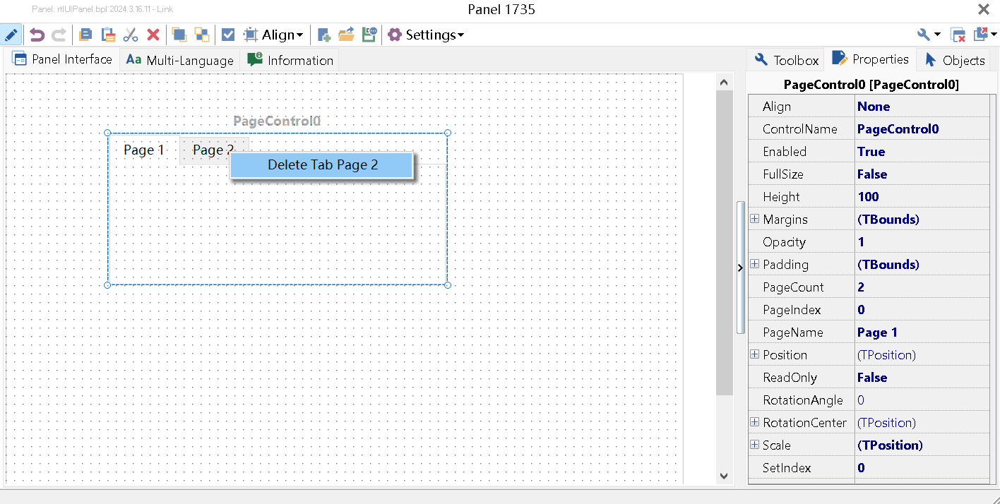 Panel: rtlUIPanel.bpl 2024.3.16.11 - Link
Panel 1735
Align
Settings
Panel Interface
Aa Multi-Language
Information
Toolbox
Properties
Objects
PageControl0 [PageControl0]
PageControl0
Page 1
Page 2
Delete Tab Page 2
Align None
ControlName PageControl0
Enabled True
FullSize False
Height 100
Margins (TBounds)
Opacity 1
Padding (TBounds)
PageCount 2
PageIndex 0
PageName Page 1
Position (TPosition)
ReadOnly False
RotationAngle 0
RotationCenter (TPosition)
Scale (TPosition)
SetIndex 0